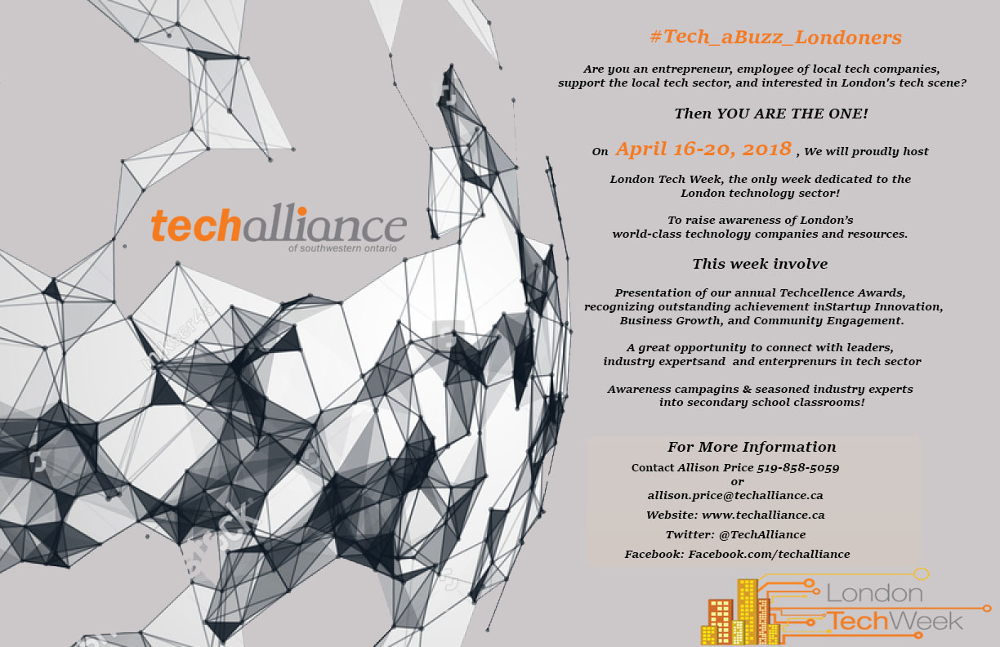 techalliance
of southwestern ontario
#Tech_aBuzz_Londoners
Are you an entrepreneur, employee of local tech companies,
support the local tech sector, and interested in London's tech scene?
Then YOU ARE THE ONE!
On April 16-20, 2018 , We will proudly host
London Tech Week, the only week dedicated to the
London technology sector!
To raise awareness of London’s
world-class technology companies and resources.
This week involve
Presentation of our annual Techcellence Awards,
recognizing outstanding achievement inStartup Innovation,
Business Growth, and Community Engagement.
A great opportunity to connect with leaders,
industry expertsand and enterprenurs in tech sector
Awareness campagins & seasoned industry experts
into secondary school classrooms!
For More Information
Contact Allison Price 519-858-5059
or
allison.price@techalliance.ca
Website: www.techalliance.ca
Twitter: @TechAlliance
Facebook: Facebook.com/techalliance
London
TechWeek